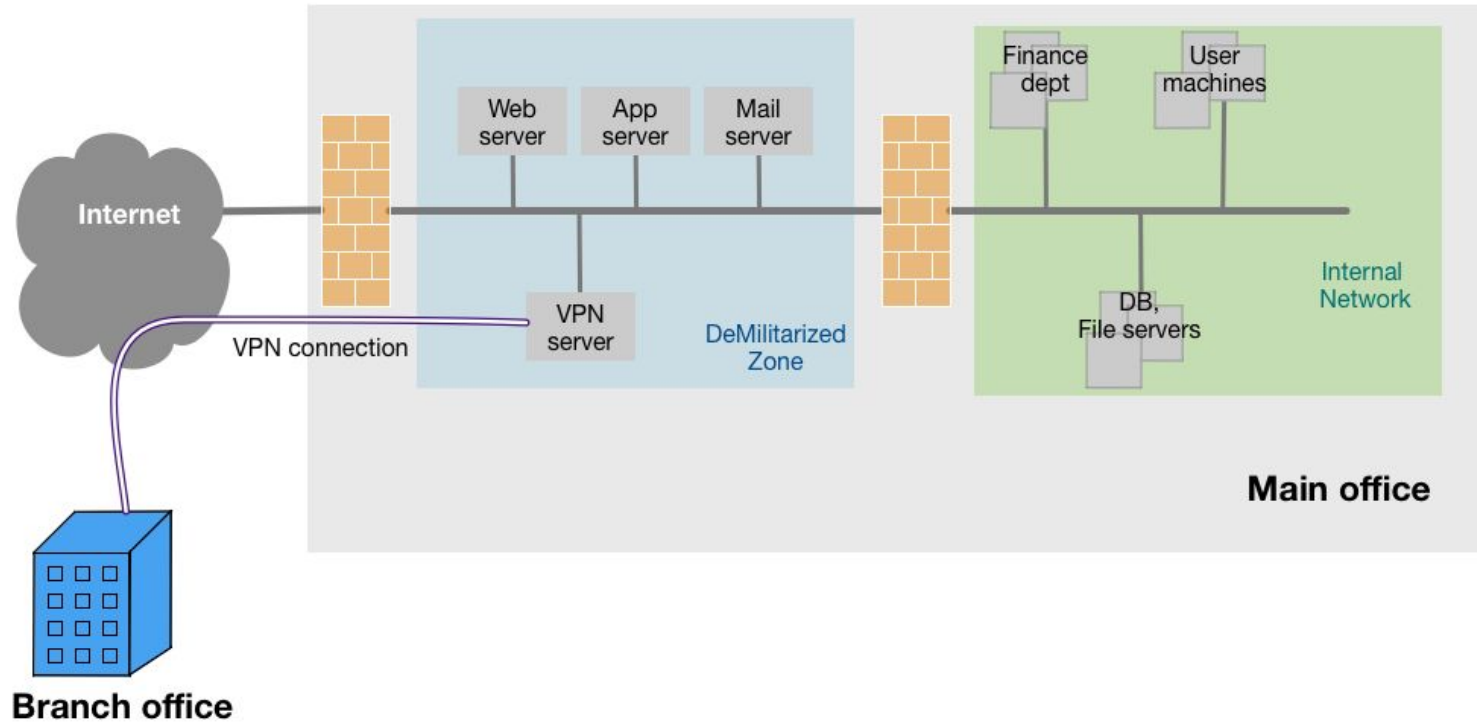 Finance
dept
User
machines
Web
server
App
server
Mail
server
Internet
Internal
Network
DB,
File servers
VPN
server
DeMilitarized
Zone
VPN connection
Main office
Branch office